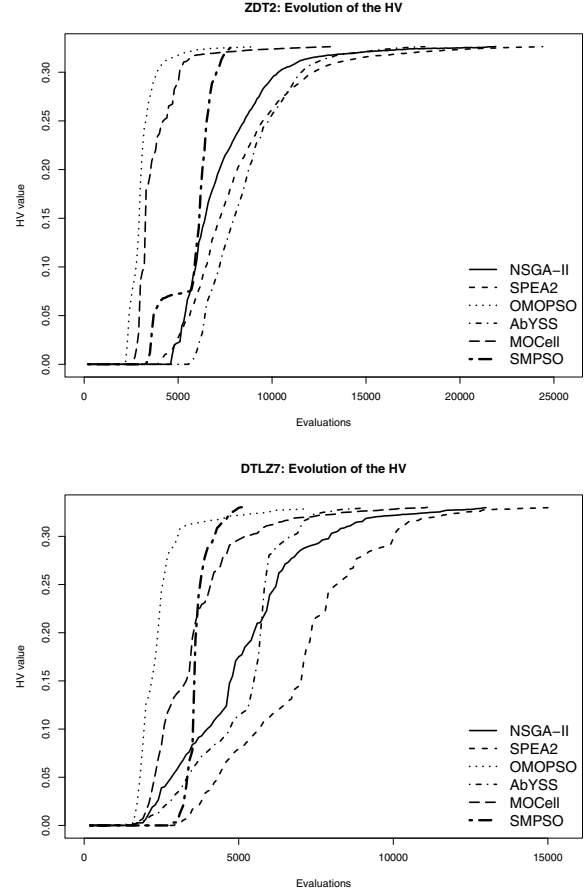 ZDT2: Evolution of the HV
HV value
0.00
0.05
0.10
0.15
0.20
0.25
0.30
0
5000
10000
15000
20000
25000
Evaluations
NSGA−II
SPEA2
OMOPSO
AbYSS
MOCell
SMPSO
DTLZ7: Evolution of the HV
HV value
0.00
0.05
0.10
0.15
0.20
0.25
0.30
0
5000
10000
15000
Evaluations
NSGA−II
SPEA2
OMOPSO
AbYSS
MOCell
SMPSO